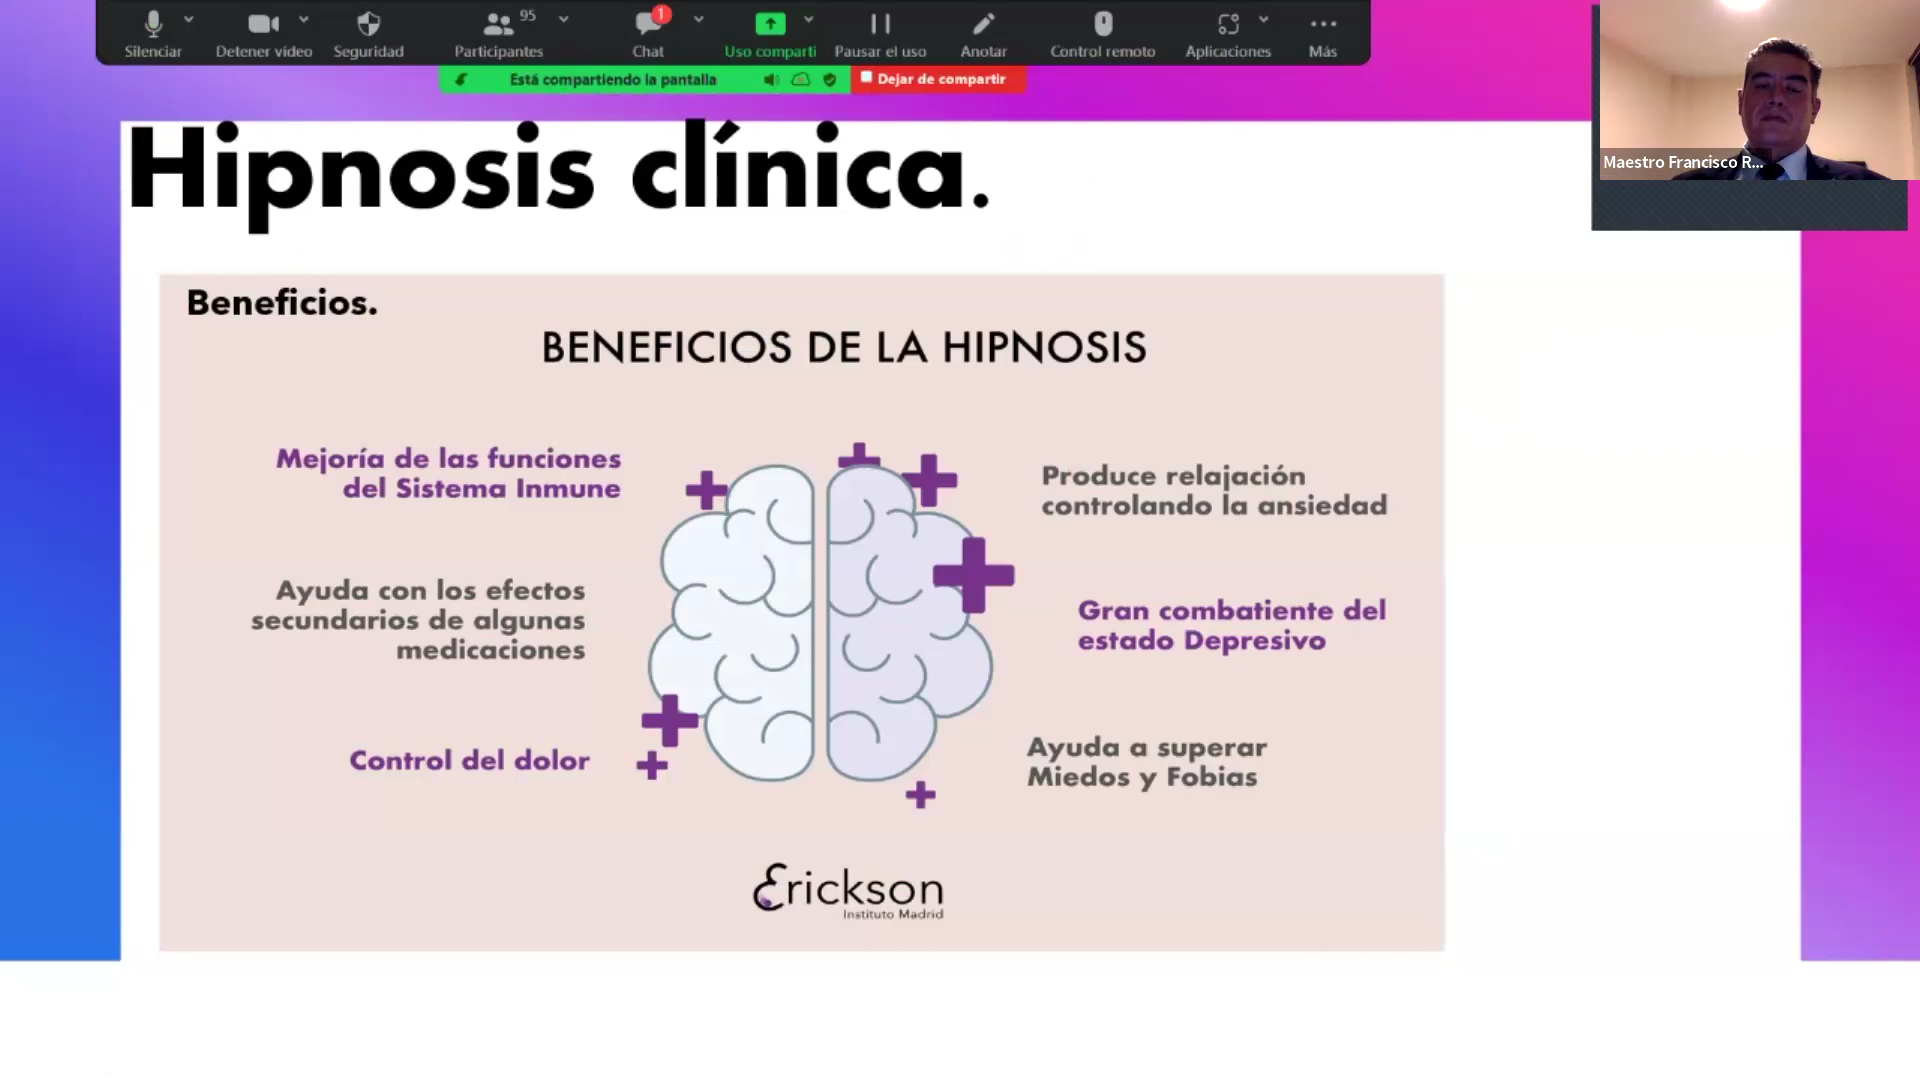 Silenciar
Detener vídeo
Seguridad
95
Participantes
1
Chat
Uso comparti
Pausar el uso
Anotar
Control remoto
Aplicaciones
Más
Está compartiendo la pantalla
Dejar de compartir
Maestro Francisco R...
Hipnosis clínica.
Beneficios.
BENEFICIOS DE LA HIPNOSIS
Mejoría de las funciones
del Sistema Inmune
Ayuda con los efectos
secundarios de algunas
medicaciones
Control del dolor
Produce relajación
controlando la ansiedad
Gran combatiente del
estado Depresivo
Ayuda a superar
Miedos y Fobias
Erickson
Instituto Madrid